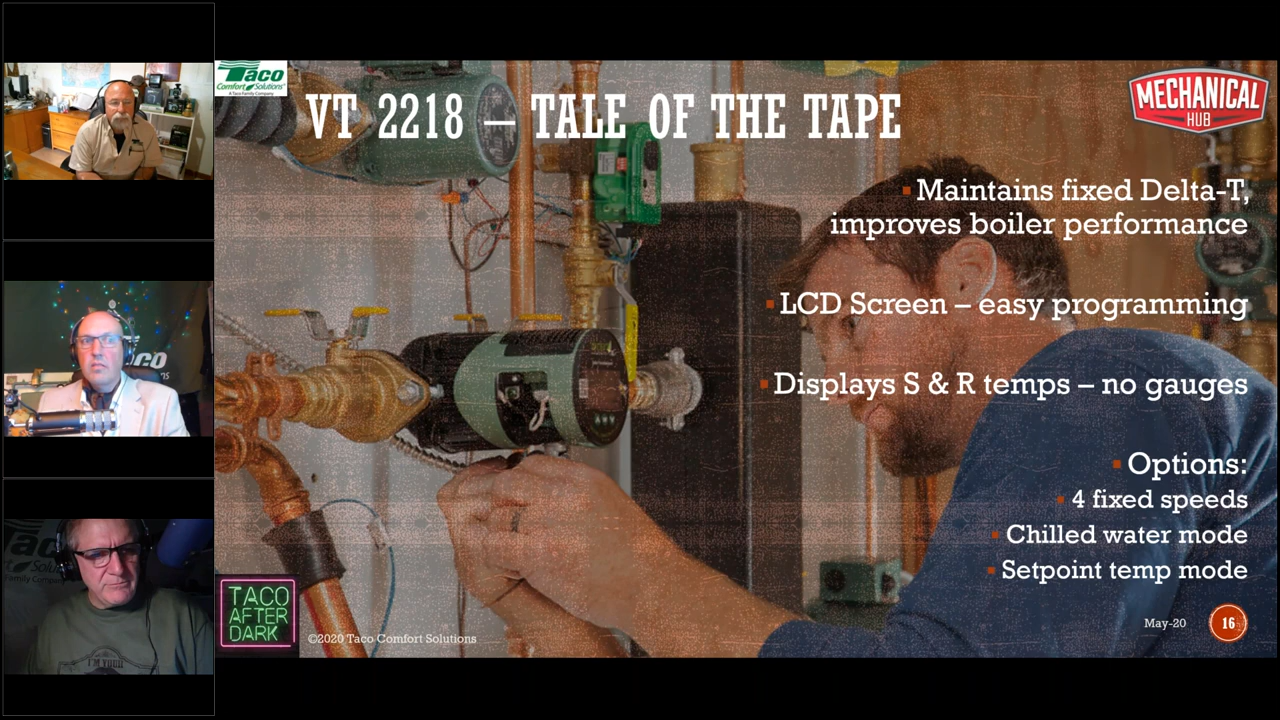 Taco
Comfort Solutions
A Taco Family Company
VT 2218 – TALE OF THE TAPE
MECHANICAL
HUB
Maintains fixed Delta-T,
improves boiler performance
LCD Screen – easy programming
Displays S & R temps – no gauges
Options:
4 fixed speeds
Chilled water mode
Setpoint temp mode
TACO
AFTER
DARK
©2020 Taco Comfort Solutions
May-20
16
I'M YOUR